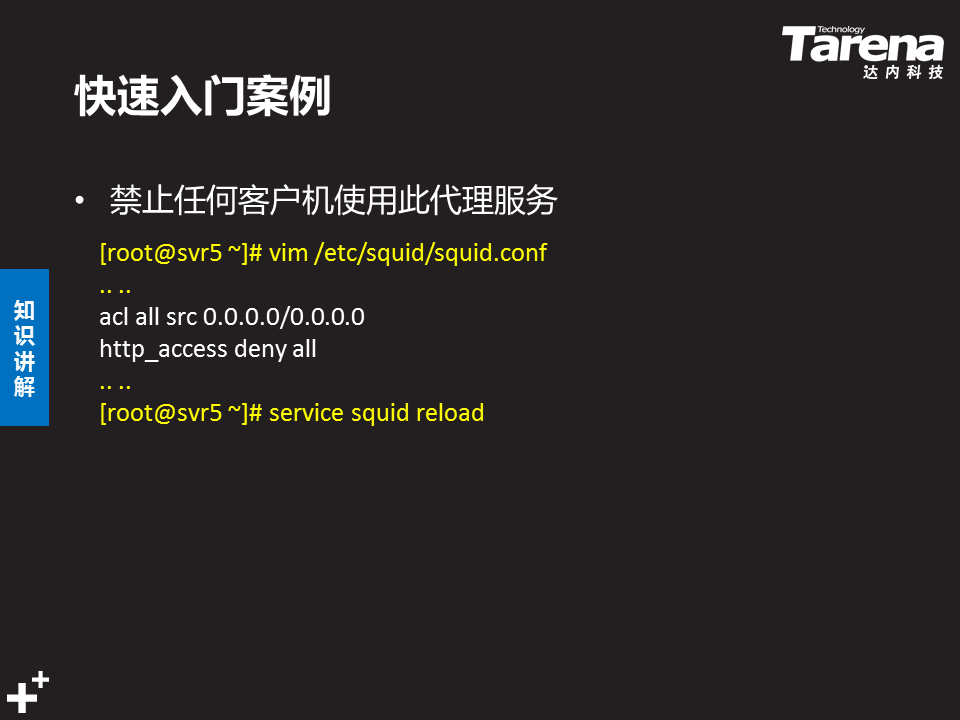 Technology
Tarena
达内科技
快速入门案例
• 禁止任何客户机使用此代理服务
[root@svr5 ~]# vim /etc/squid/squid.conf
.. ..
acl all src 0.0.0.0/0.0.0.0
http_access deny all
.. ..
[root@svr5 ~]# service squid reload
知识讲解